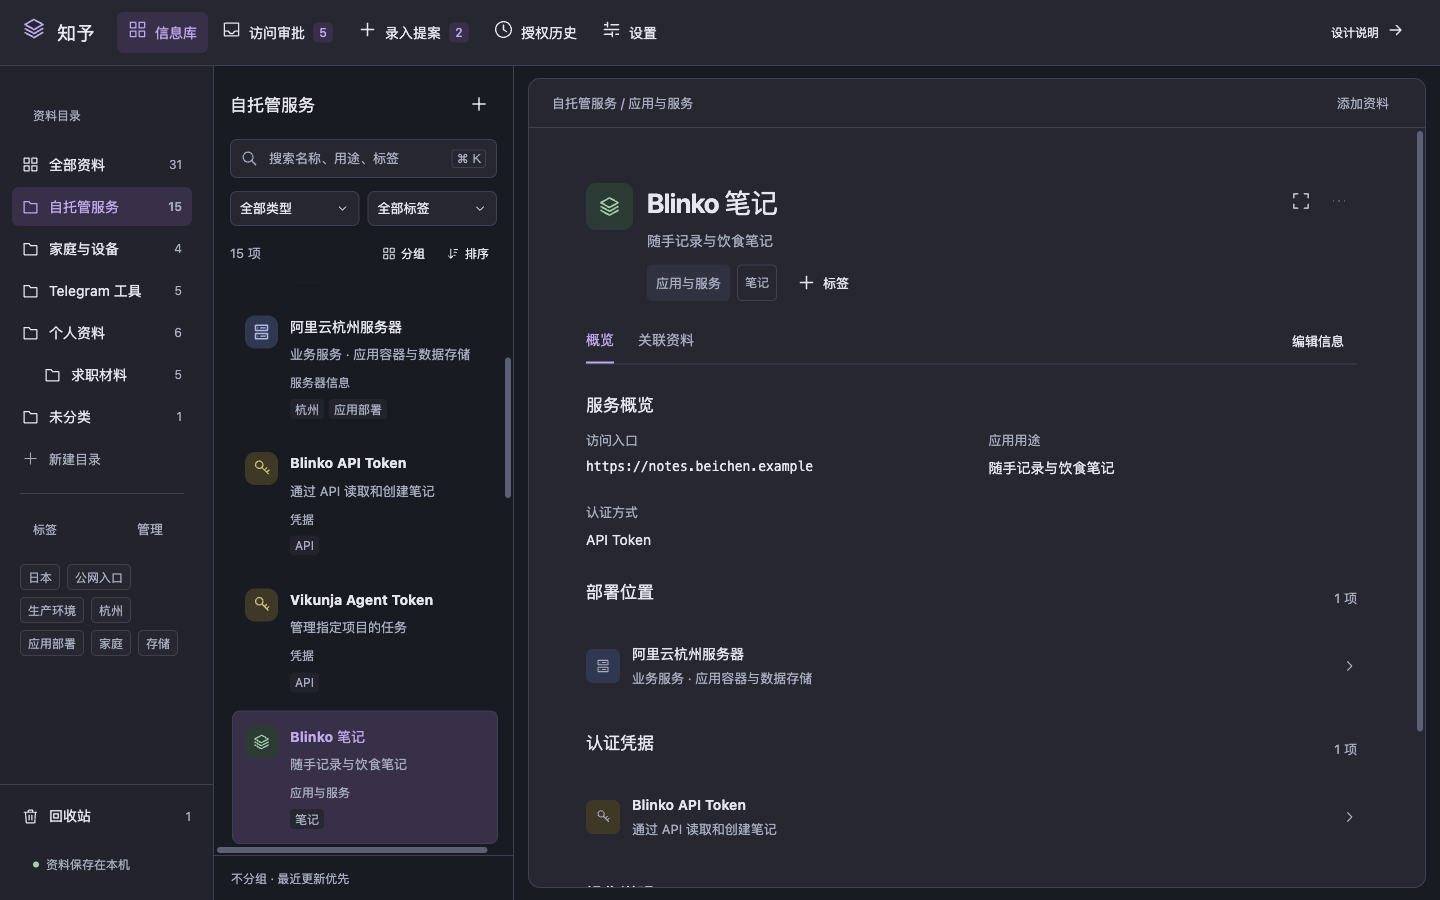 知予
信息库
访问审批 5
录入提案 2
授权历史
设置
设计说明
资料目录
全部资料 31
自托管服务 15
家庭与设备 4
Telegram 工具 5
个人资料 6
求职材料 5
未分类 1
新建目录
标签 管理
日本 公网入口
生产环境 杭州
应用部署 家庭 存储
回收站 1
资料保存在本机
自托管服务
搜索名称、用途、标签 ⌘ K
全部类型 全部标签
15 项 分组 排序
阿里云杭州服务器
业务服务 · 应用容器与数据存储
服务器信息
杭州 应用部署
Blinko API Token
通过 API 读取和创建笔记
凭据
API
Vikunja Agent Token
管理指定项目的任务
凭据
API
Blinko 笔记
随手记录与饮食笔记
应用与服务
笔记
不分组 · 最近更新优先
自托管服务 / 应用与服务 添加资料
Blinko 笔记
随手记录与饮食笔记
应用与服务 笔记 标签
概览 关联资料 编辑信息
服务概览
访问入口 应用用途
https://notes.beichen.example 随手记录与饮食笔记
认证方式
API Token
部署位置 1 项
阿里云杭州服务器
业务服务 · 应用容器与数据存储
认证凭据 1 项
Blinko API Token
通过 API 读取和创建笔记